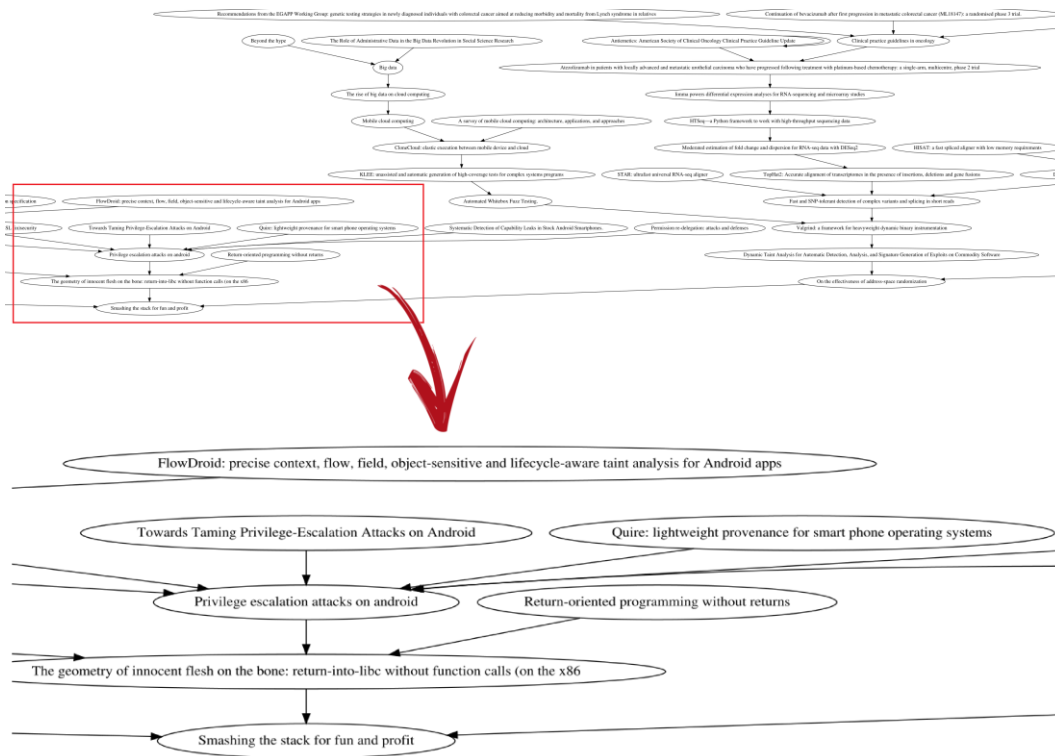 Recommendations from the EGAPP Working Group: genetic testing strategies in newly diagnosed individuals with colorectal cancer aimed at reducing morbidity and mortality from Lynch syndrome in relatives
Continuation of bevacizumab after first progression in metastatic colorectal cancer (ML18147): a randomised phase 3 trial.
Beyond the hype
The Role of Administrative Data in the Big Data Revolution in Social Science Research
Antiemetics: American Society of Clinical Oncology Clinical Practice Guideline Update
Clinical practice guidelines in oncology
Big data
Atezolizumab in patients with locally advanced and metastatic urothelial carcinoma who have progressed following treatment with platinum-based chemotherapy: a single-arm, multicentre, phase 2 trial
The rise of big data on cloud computing
limma powers differential expression analyses for RNA-sequencing and microarray studies
Mobile cloud computing
A survey of mobile cloud computing: architecture, applications, and approaches
HTSeq—a Python framework to work with high-throughput sequencing data
CloneCloud: elastic execution between mobile device and cloud
Moderated estimation of fold change and dispersion for RNA-seq data with DESeq2
HISAT: a fast spliced aligner with low memory requirements
KLEE: unassisted and automatic generation of high-coverage tests for complex systems programs
STAR: ultrafast universal RNA-seq aligner
TopHat2: Accurate alignment of transcriptomes in the presence of insertions, deletions and gene fusions
n specification
FlowDroid: precise context, flow, field, object-sensitive and lifecycle-aware taint analysis for Android apps
Automated Whitebox Fuzz Testing.
Fast and SNP-tolerant detection of complex variants and splicing in short reads
SL (in)security
Towards Taming Privilege-Escalation Attacks on Android
Quire: lightweight provenance for smart phone operating systems
Systematic Detection of Capability Leaks in Stock Android Smartphones.
Permission re-delegation: attacks and defenses
Valgrind: a framework for heavyweight dynamic binary instrumentation
Privilege escalation attacks on android
Return-oriented programming without returns
Dynamic Taint Analysis for Automatic Detection, Analysis, and Signature Generation of Exploits on Commodity Software
The geometry of innocent flesh on the bone: return-into-libc without function calls (on the x86
On the effectiveness of address-space randomization
Smashing the stack for fun and profit
FlowDroid: precise context, flow, field, object-sensitive and lifecycle-aware taint analysis for Android apps
Towards Taming Privilege-Escalation Attacks on Android
Quire: lightweight provenance for smart phone operating systems
Privilege escalation attacks on android
Return-oriented programming without returns
The geometry of innocent flesh on the bone: return-into-libc without function calls (on the x86
Smashing the stack for fun and profit